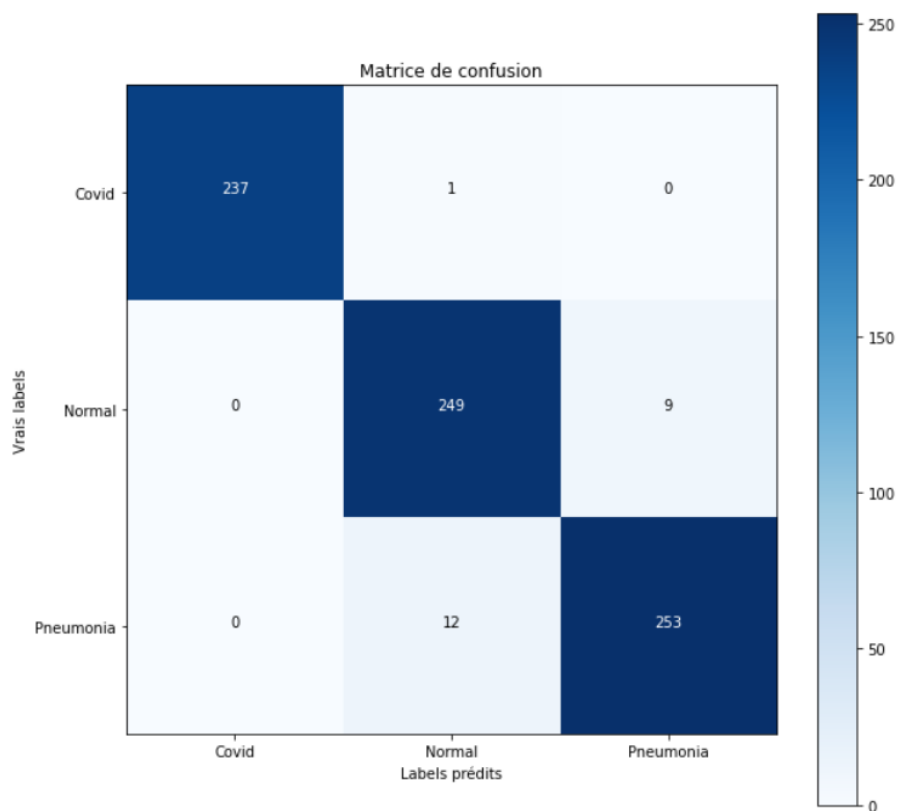 Matrice de confusion
Covid 237 1 0
Normal 0 249 9
Pneumonia 0 12 253
Covid Normal Pneumonia
Labels prédits
Vrais labels
250
200
150
100
50
0